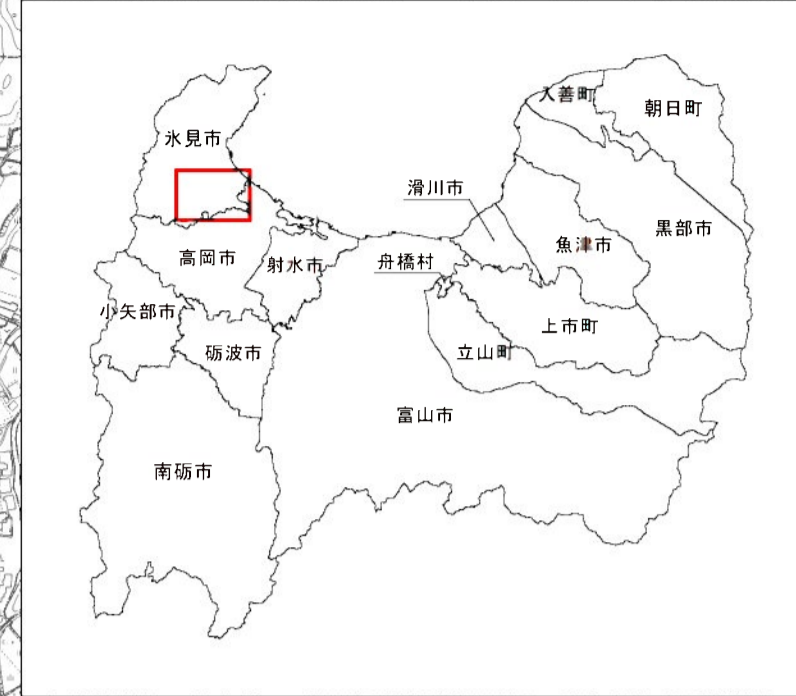 入善町
朝日町
氷見市
滑川市
黒部市
魚津市
高岡市
射水市
舟橋村
小矢部市
上市町
砺波市
立山町
富山市
南砺市